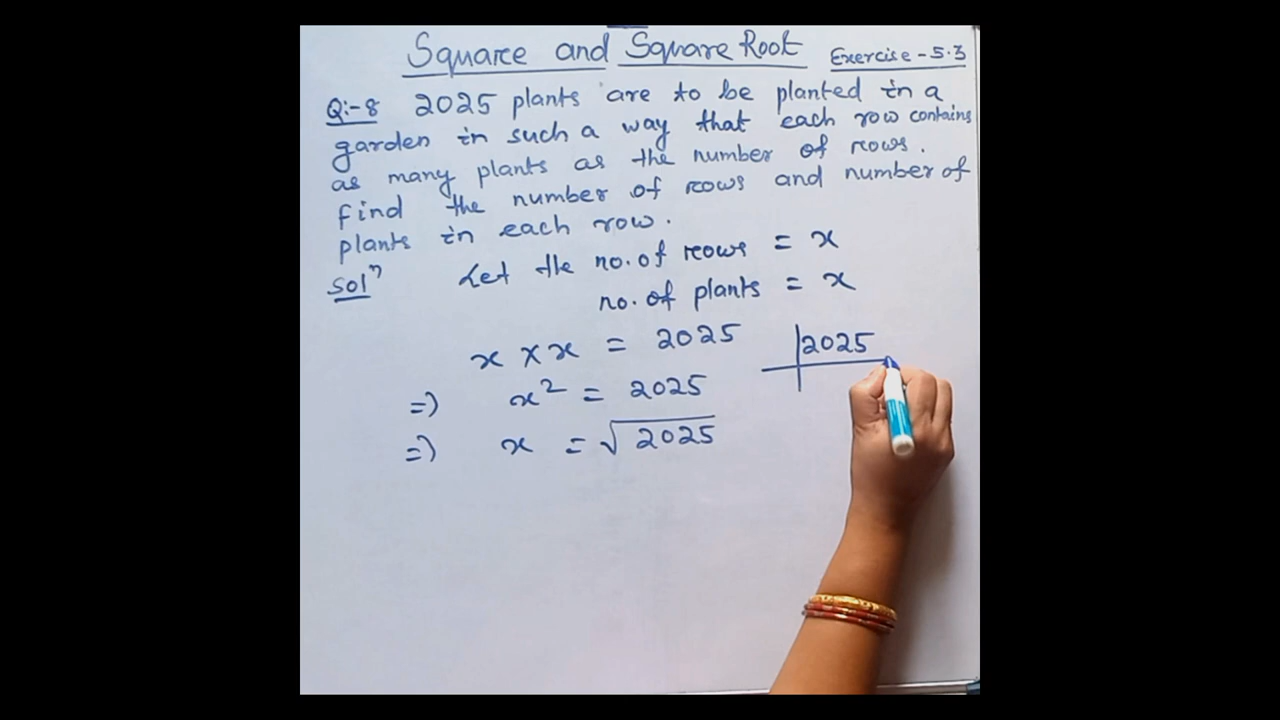 Square and Square Root Exercise - 5.3
Q:-8 2025 plants are to be planted in a
garden in such a way that each row contains
as many plants as the number of rows.
find the number of rows and number of
plants in each row.
Solⁿ Let the no. of rows = x
no. of plants = x
x × x = 2025
2025
=) x² = 2025
=) x = √2025